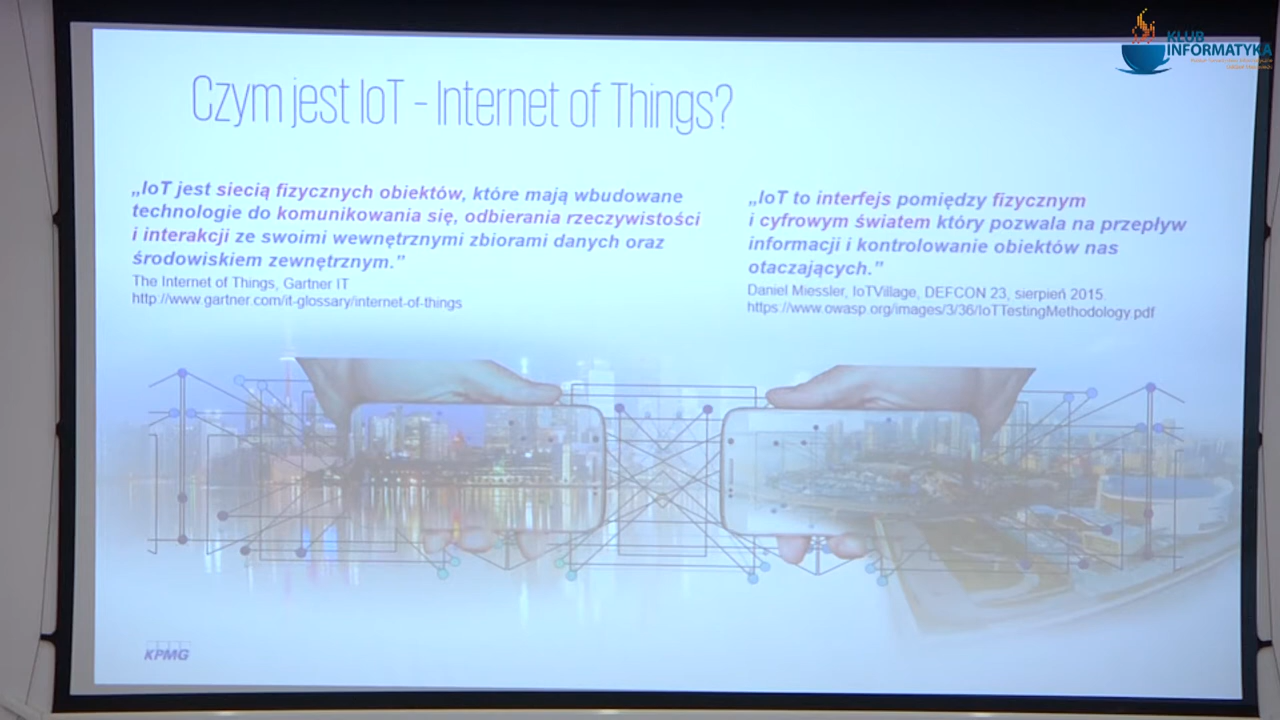 KLUB
INFORMATYKA
Czym jest IoT - Internet of Things?
„IoT jest siecią fizycznych obiektów, które mają wbudowane
technologie do komunikowania się, odbierania rzeczywistości
i interakcji ze swoimi wewnętrznymi zbiorami danych oraz
środowiskiem zewnętrznym.”
The Internet of Things, Gartner IT
http://www.gartner.com/it-glossary/internet-of-things
„IoT to interfejs pomiędzy fizycznym
i cyfrowym światem który pozwala na przepływ
informacji i kontrolowanie obiektów nas
otaczających.”
Daniel Miessler, IoTVillage, DEFCON 23, sierpień 2015
https://www.owasp.org/images/3/36/IoTTestingMethodology.pdf
KPMG